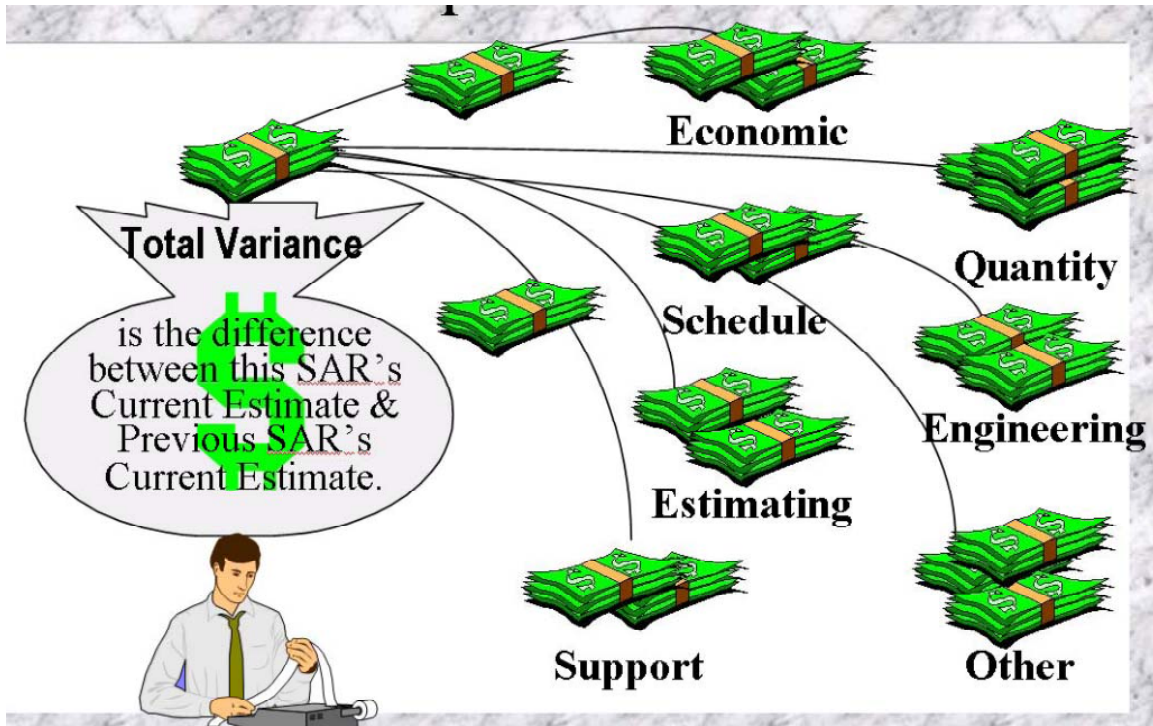 Economic
Total Variance
is the difference
between this SAR's
Current Estimate &
Previous SAR's
Current Estimate.
Quantity
Schedule
Engineering
Estimating
Support
Other